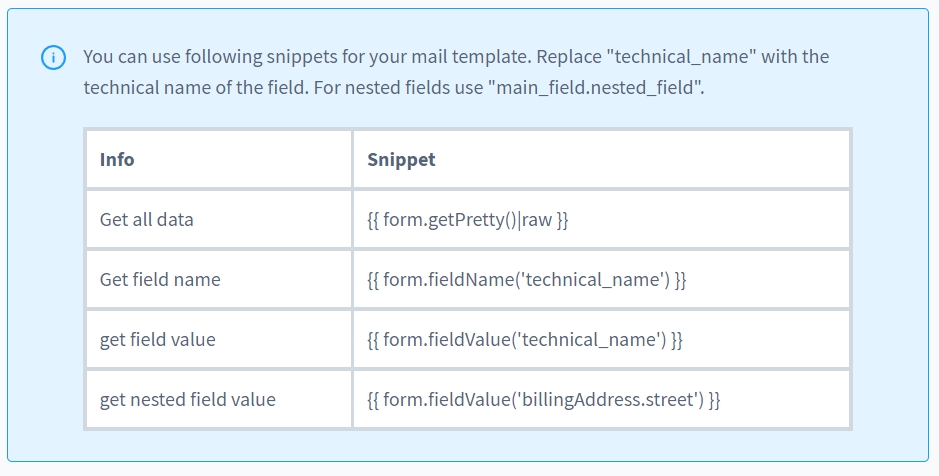 You can use following snippets for your mail template. Replace "technical_name" with the
technical name of the field. For nested fields use "main_field.nested_field".
Info Snippet
Get all data {{ form.getPretty()|raw }}
Get field name {{ form.fieldName('technical_name') }}
get field value {{ form.fieldValue('technical_name') }}
get nested field value {{ form.fieldValue('billingAddress.street') }}